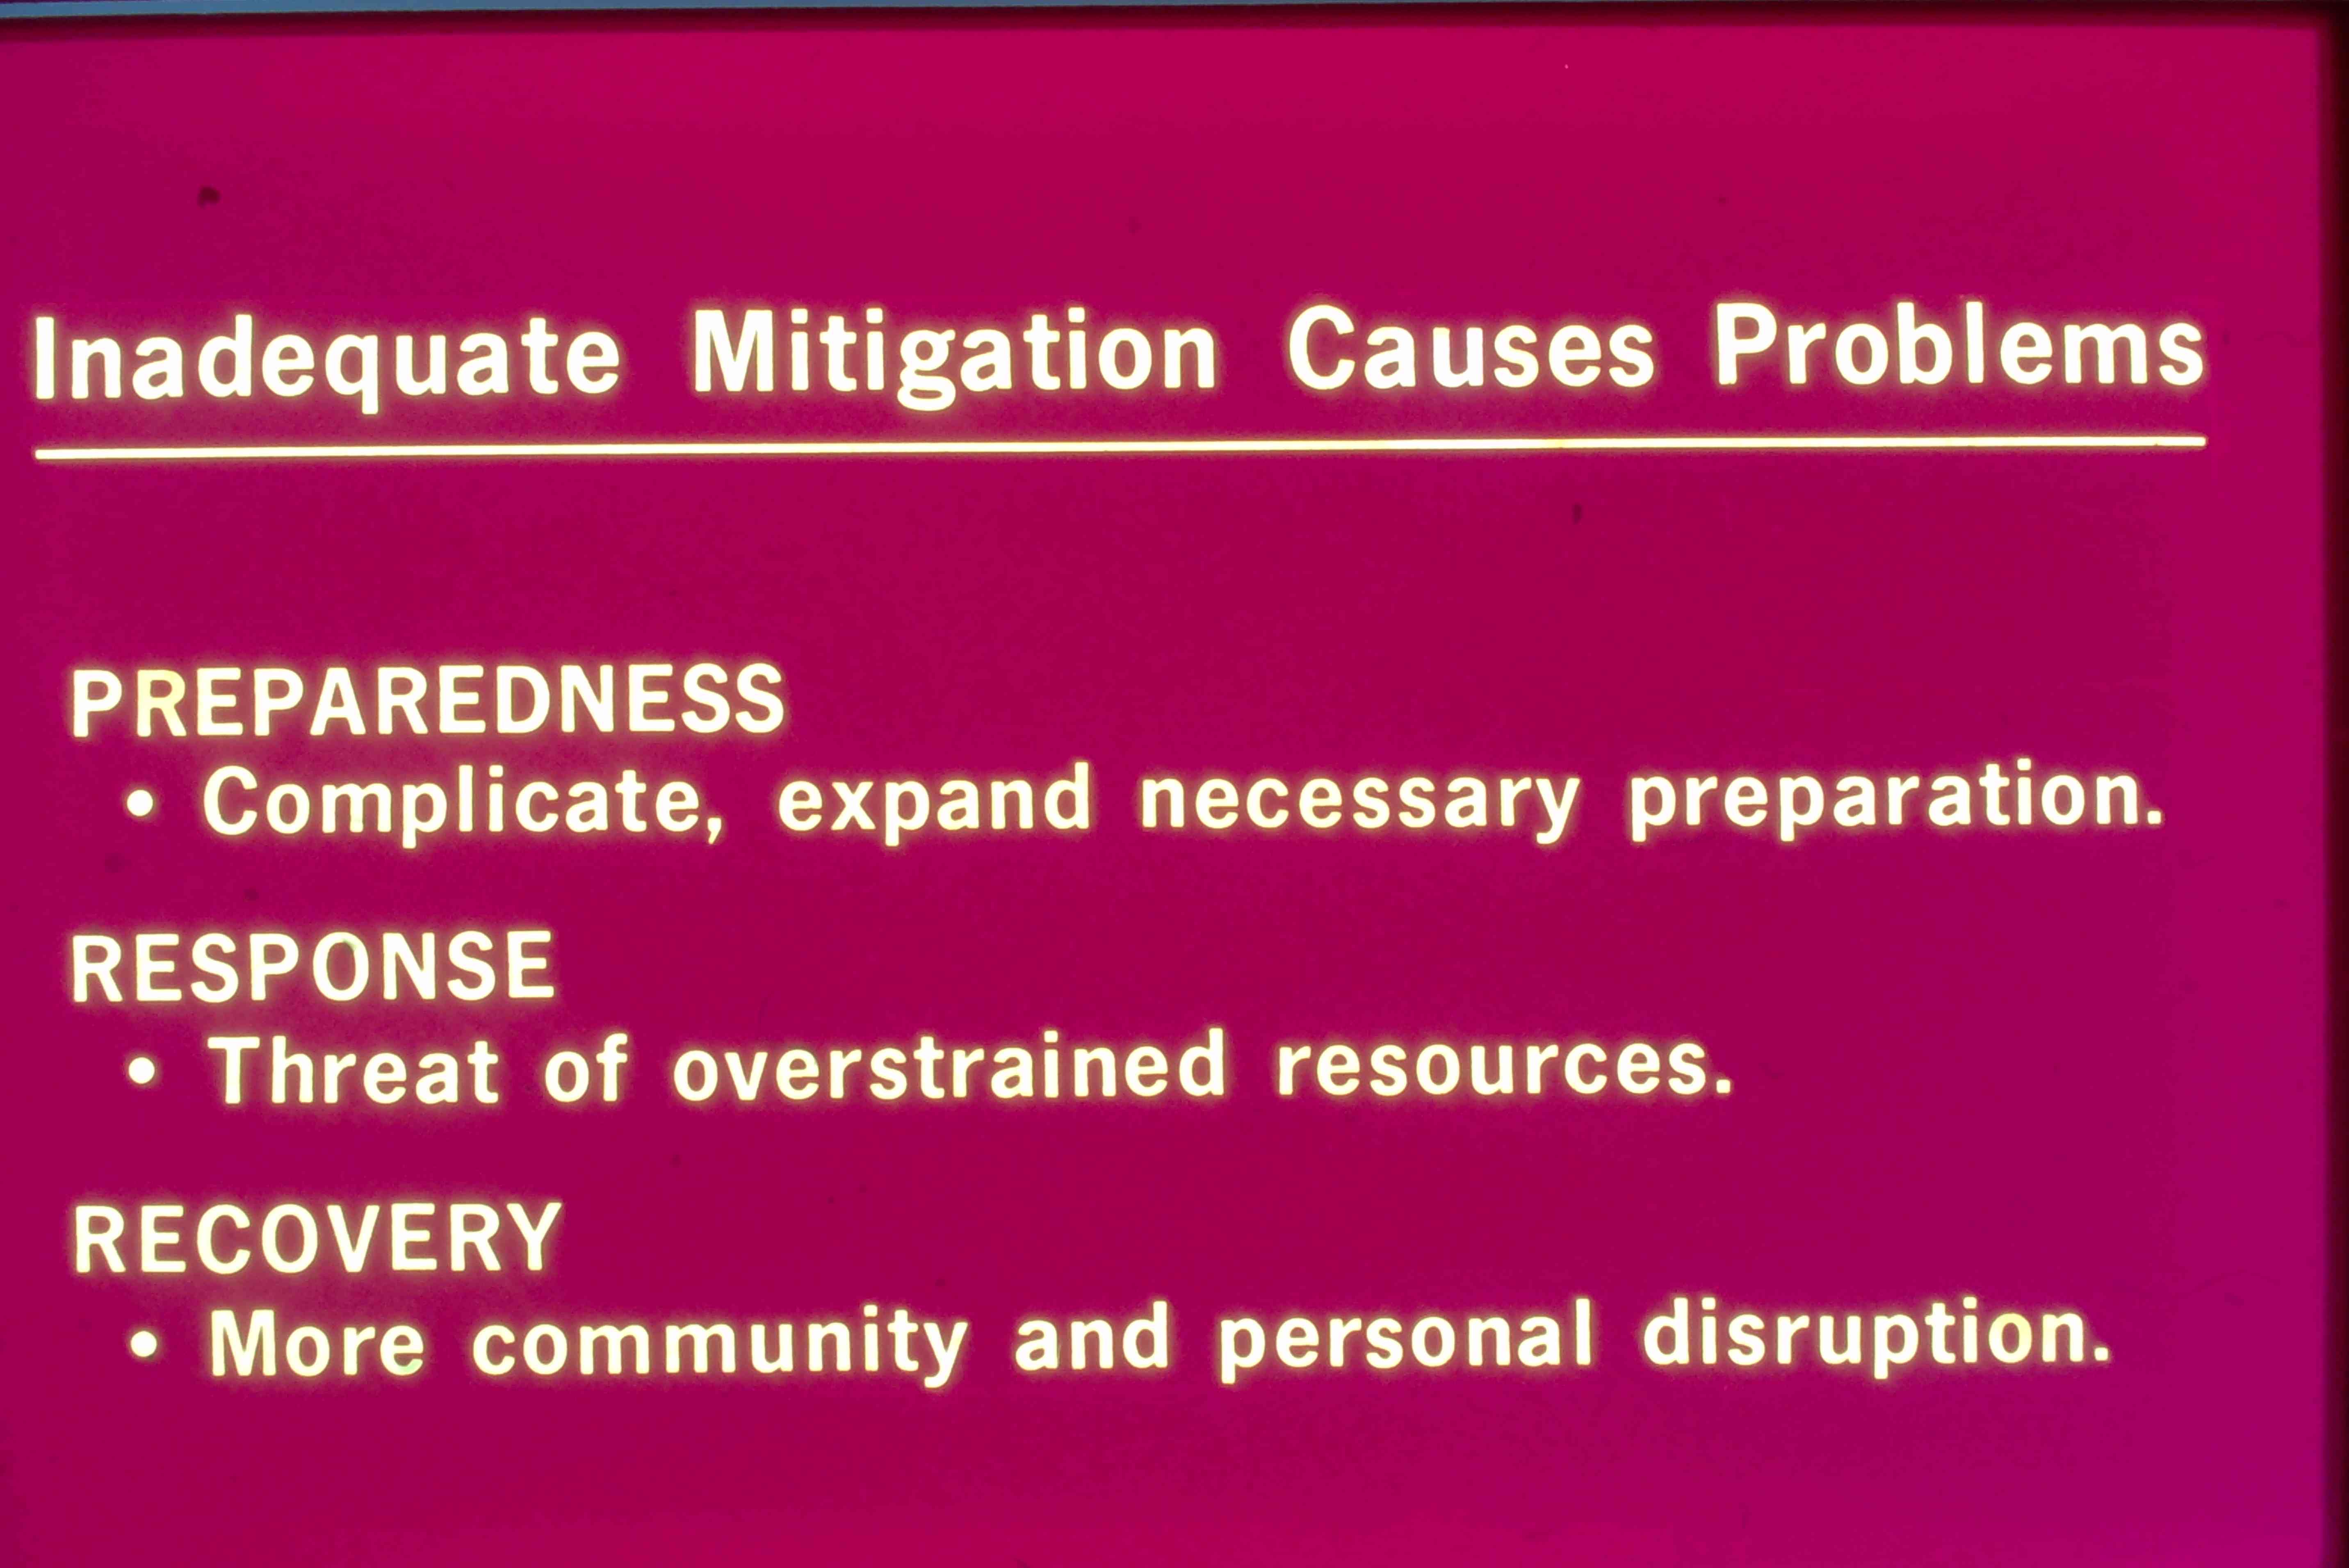 Inadequate Mitigation Causes Problems
PREPAREDNESS
• Complicate, expand necessary preparation.
RESPONSE
• Threat of overstrained resources.
RECOVERY
• More community and personal disruption.